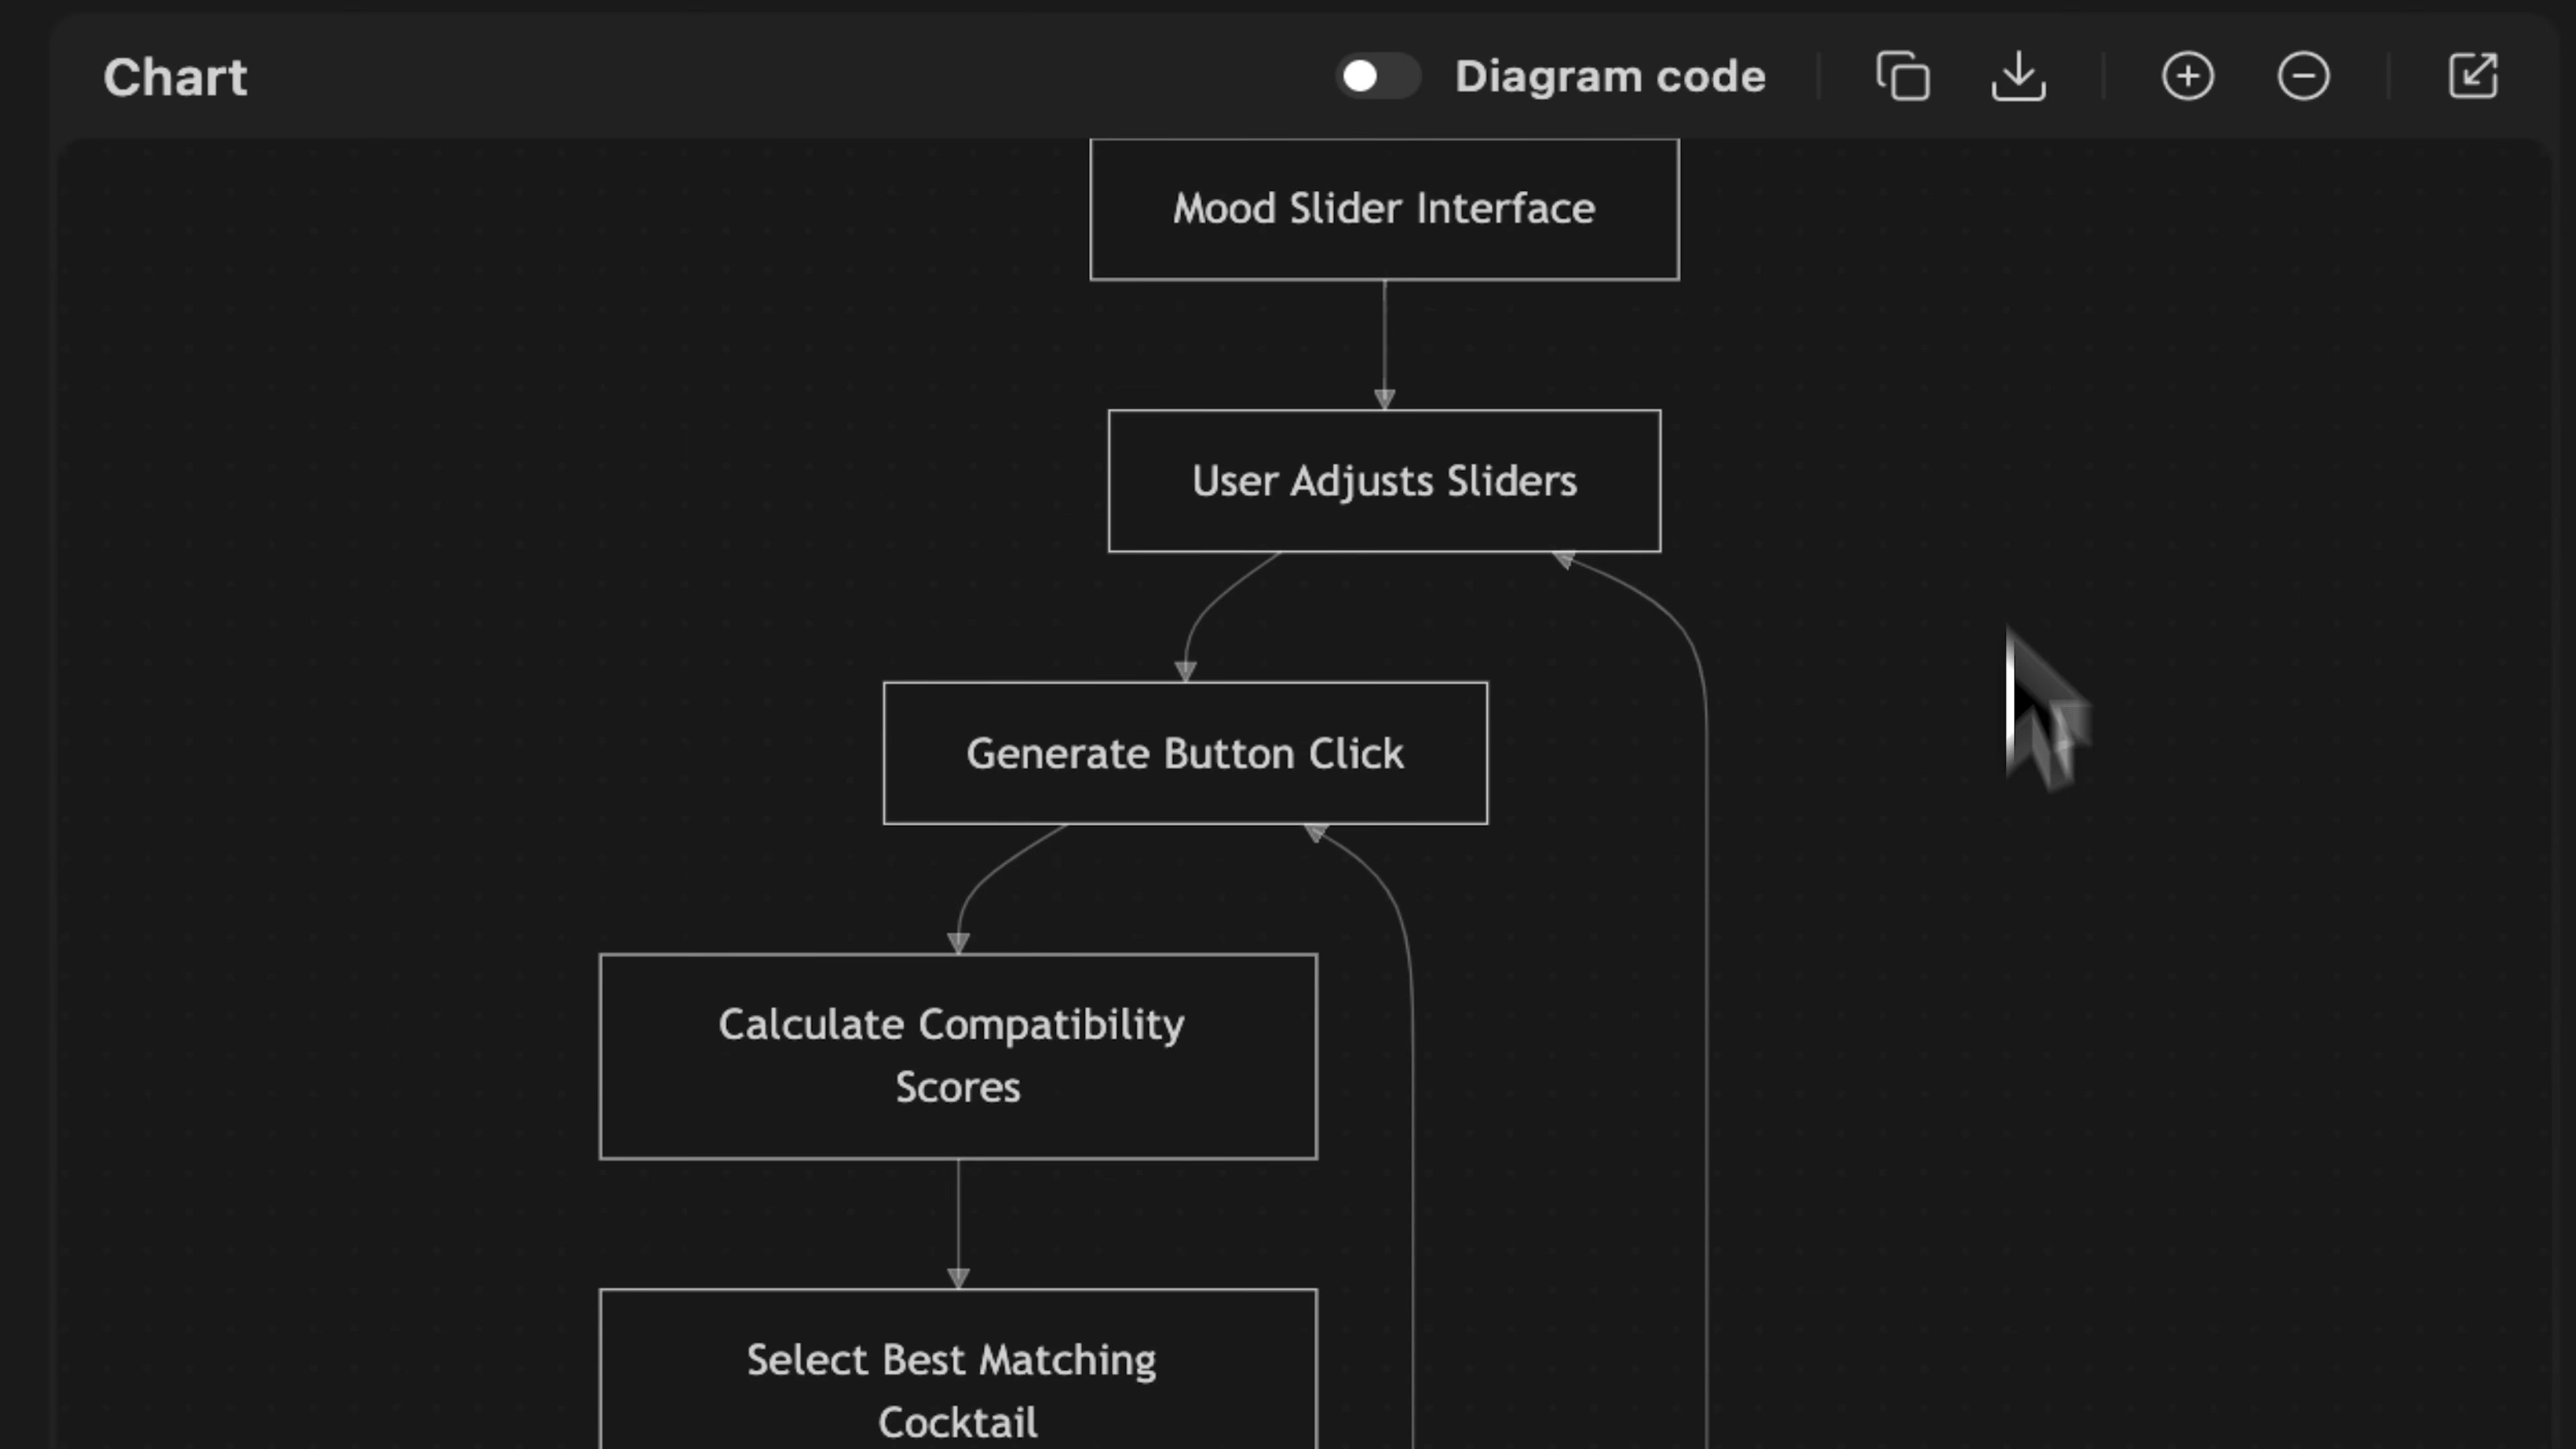 Chart
Diagram code
Mood Slider Interface
User Adjusts Sliders
Generate Button Click
Calculate Compatibility
Scores
Select Best Matching
Cocktail